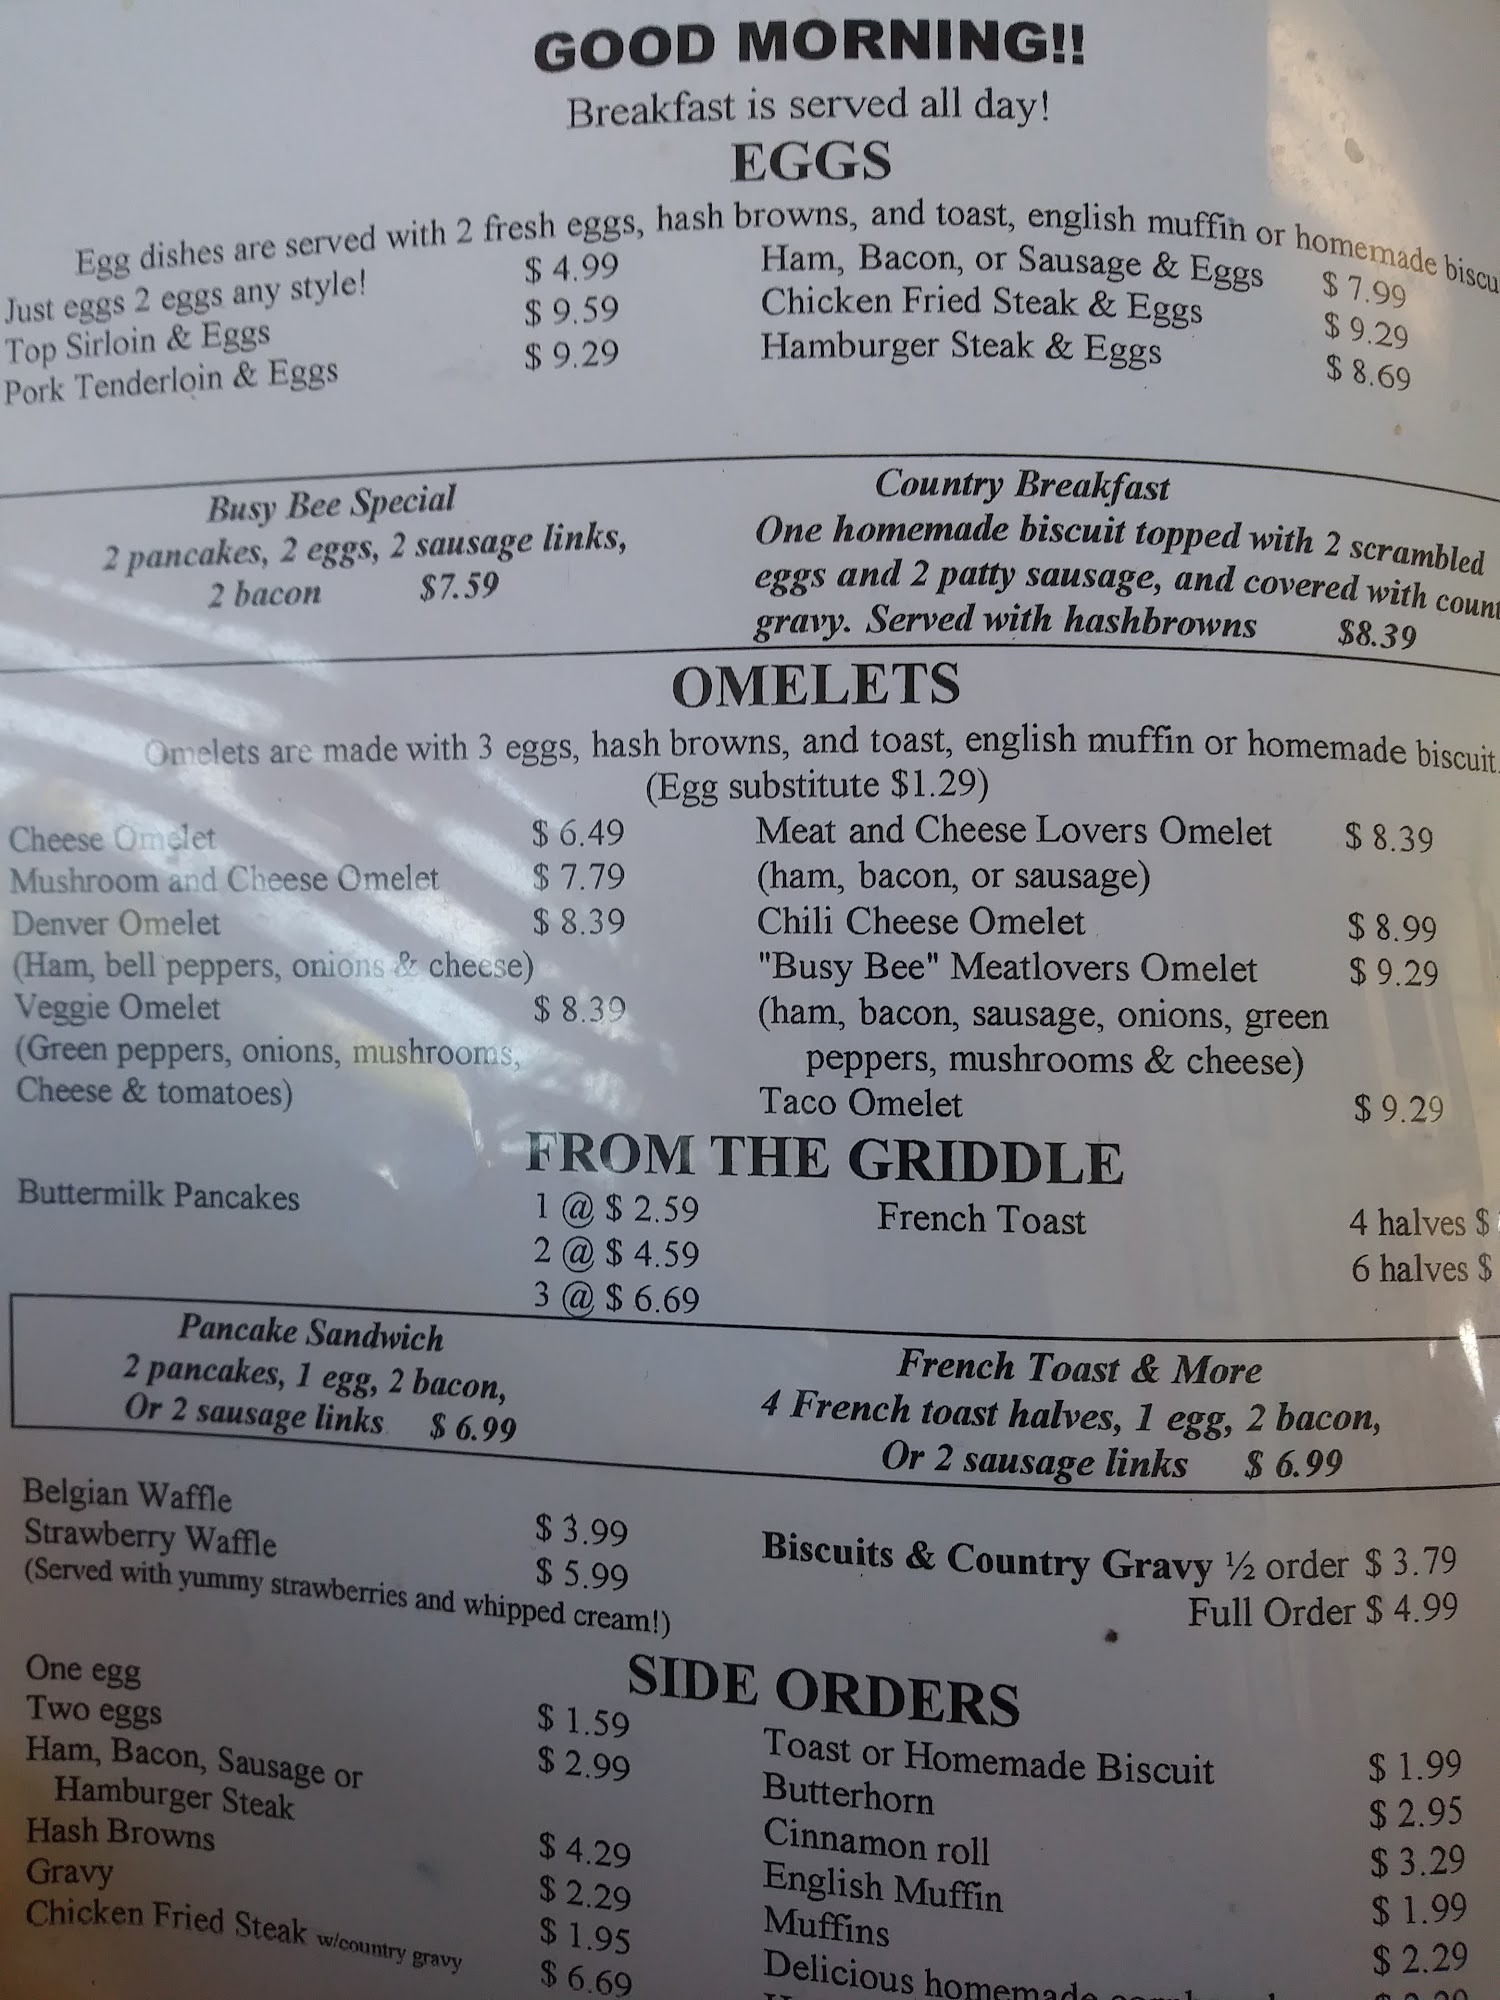 GOOD MORNING!!
Breakfast is served all day!
EGGS
Egg dishes are served with 2 fresh eggs, hash browns, and toast, english muffin or homemade
Just eggs 2 eggs any style! $ 4.99
Top Sirloin & Eggs $ 9.59
Pork Tenderloin & Eggs $ 9.29
Ham, Bacon, or Sausage & Eggs $ 7.99
Chicken Fried Steak & Eggs $ 9.29
Hamburger Steak & Eggs $ 8.69
Busy Bee Special
2 pancakes, 2 eggs, 2 sausage links,
2 bacon $7.59
Country Breakfast
One homemade biscuit topped with 2 scrambled
eggs and 2 patty sausage, and covered with
gravy. Served with hashbrowns $8.39
OMELETS
Omelets are made with 3 eggs, hash browns, and toast, english muffin or homemade biscuit.
(Egg substitute $1.29)
Cheese Omelet $ 6.49
Mushroom and Cheese Omelet $ 7.79
Denver Omelet $ 8.39
(Ham, bell peppers, onions & cheese)
Veggie Omelet $ 8.39
(Green peppers, onions, mushrooms,
Cheese & tomatoes)
Meat and Cheese Lovers Omelet $ 8.39
(ham, bacon, or sausage)
Chili Cheese Omelet $ 8.99
"Busy Bee" Meatlovers Omelet $ 9.29
(ham, bacon, sausage, onions, green
peppers, mushrooms & cheese)
Taco Omelet $ 9.29
FROM THE GRIDDLE
Buttermilk Pancakes 1 @ $ 2.59
2 @ $ 4.59
3 @ $ 6.69
French Toast 4 halves $
6 halves $
Pancake Sandwich
2 pancakes, 1 egg, 2 bacon,
Or 2 sausage links $ 6.99
French Toast & More
4 French toast halves, 1 egg, 2 bacon,
Or 2 sausage links $ 6.99
Belgian Waffle $ 3.99
Strawberry Waffle $ 5.99
(Served with yummy strawberries and whipped cream!)
Biscuits & Country Gravy ½ order $ 3.79
Full Order $ 4.99
SIDE ORDERS
One egg $ 1.59
Two eggs $ 2.99
Ham, Bacon, Sausage or
Hamburger Steak $ 4.29
Hash Browns $ 2.29
Gravy $ 1.95
Chicken Fried Steak w/country gravy $ 6.69
Toast or Homemade Biscuit $ 1.99
Butterhorn $ 2.95
Cinnamon roll $ 3.29
English Muffin $ 1.99
Muffins $ 2.29
Delicious homemade